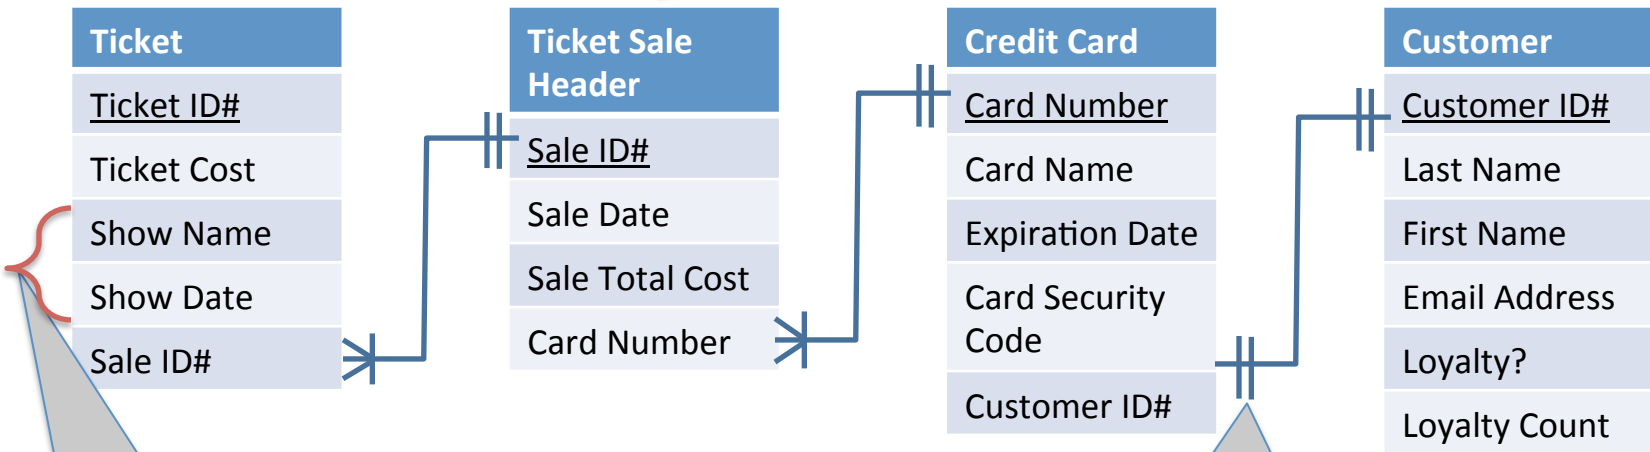 Ticket
Ticket ID#
Ticket Cost
Show Name
Show Date
Sale ID#
Ticket Sale
Header
Sale ID#
Sale Date
Sale Total Cost
Card Number
Credit Card
Card Number
Card Name
Expiration Date
Card Security
Code
Customer ID#
Customer
Customer ID#
Last Name
First Name
Email Address
Loyalty?
Loyalty Count